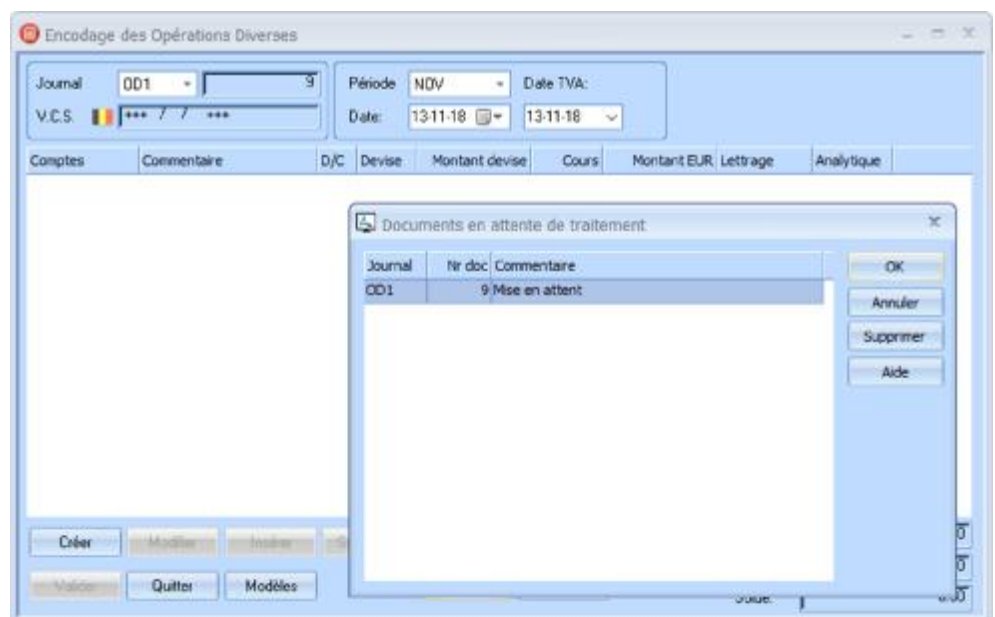 Encodage des Opérations Diverses
Journal OD1 9 Période NOV Date TVA:
V.C.S. +++ / / +++ Date: 13-11-18 13-11-18
Comptes Commentaire D/C Devise Montant devise Cours Montant EUR Lettrage Analytique
Documents en attente de traitement
Journal Nr doc Commentaire OK
OD1 9 Mise en attent
Annuler
Supprimer
Aide
Créer Modifier Insérer
Valider Quitter Modèles
Solde: 0.00